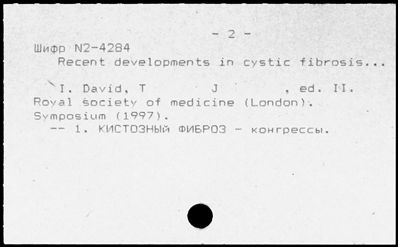 - 2 -
Шифр N2-4284
Recent developments in cystic fibrosis...
I. David, T J , ed. II.
Royal society of medicine (London).
Symposium (1997).
-- 1. КИСТОЗНЫЙ ФИБРОЗ - конгрессы.